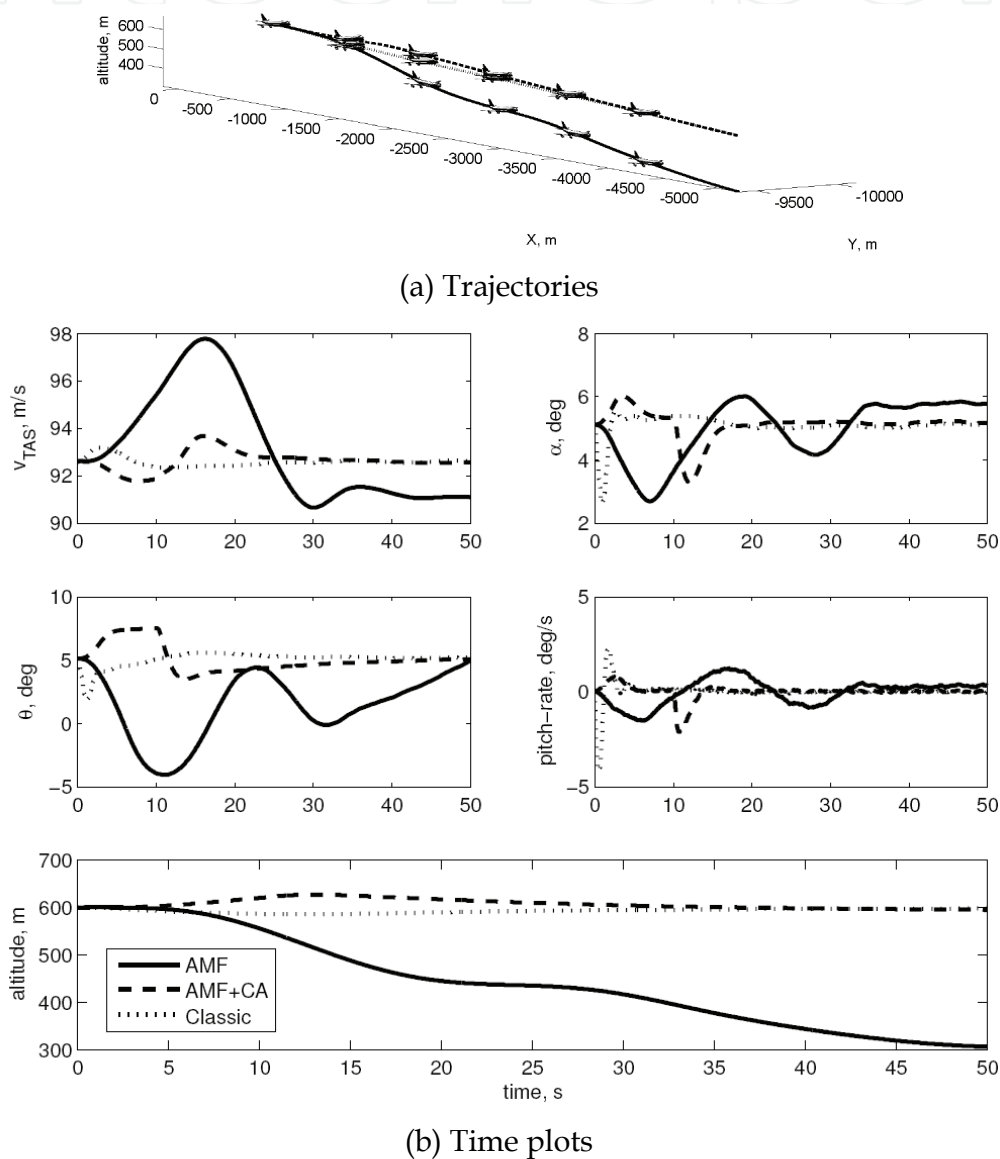 altitude, m
600
500
400
0
-500
-1000
-1500
-2000
-2500
-3000
-3500
-4000
-4500
-5000
-9500
-10000
X, m
Y, m
(a) Trajectories
98
96
94
92
90
v_TAS, m/s
0 10 20 30 40 50
8
6
4
2
α, deg
0 10 20 30 40 50
10
5
0
−5
θ, deg
0 10 20 30 40 50
5
0
−5
pitch−rate, deg/s
0 10 20 30 40 50
700
600
500
400
300
altitude, m
AMF
AMF+CA
Classic
0 5 10 15 20 25 30 35 40 45 50
time, s
(b) Time plots